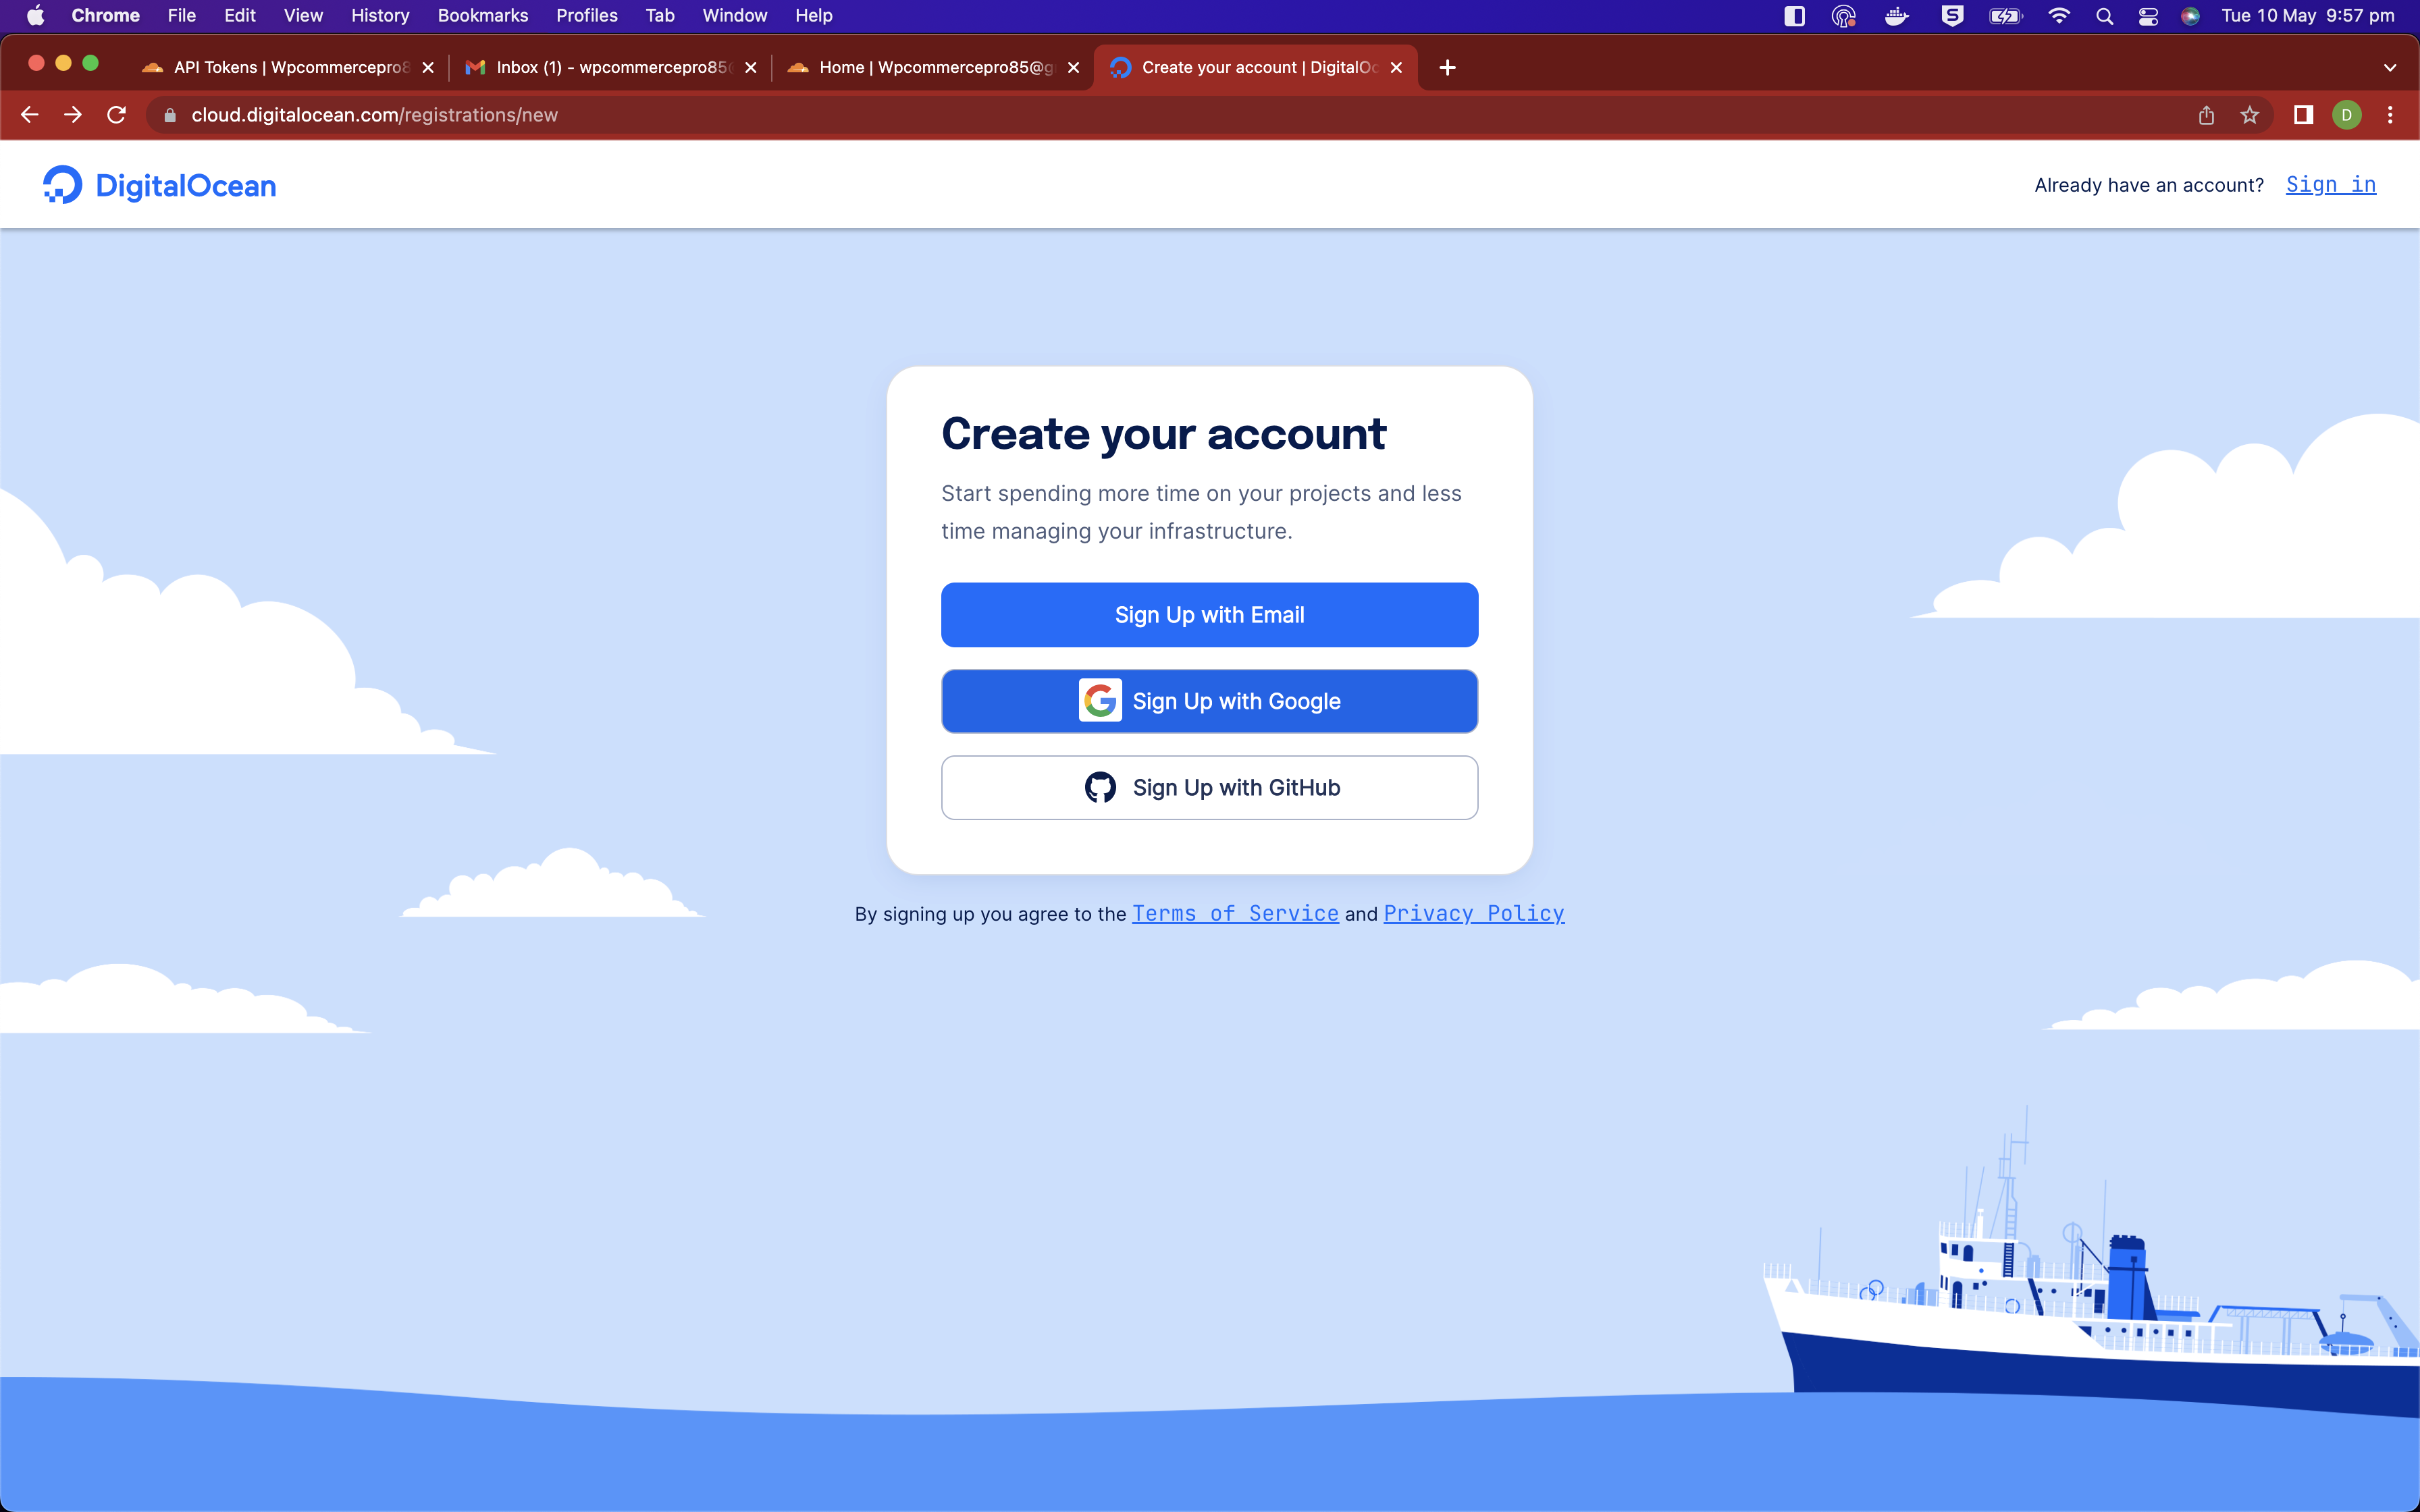 Chrome File Edit View History Bookmarks Profiles Tab Window Help Tue 10 May 9:57 pm
API Tokens | Wpcommercepro8 Inbox (1) - wpcommercepro85 Home | Wpcommercepro85@g Create your account | DigitalOc
cloud.digitalocean.com/registrations/new D
DigitalOcean Already have an account? Sign in
Create your account
Start spending more time on your projects and less
time managing your infrastructure.
Sign Up with Email
Sign Up with Google
Sign Up with GitHub
By signing up you agree to the Terms of Service and Privacy Policy